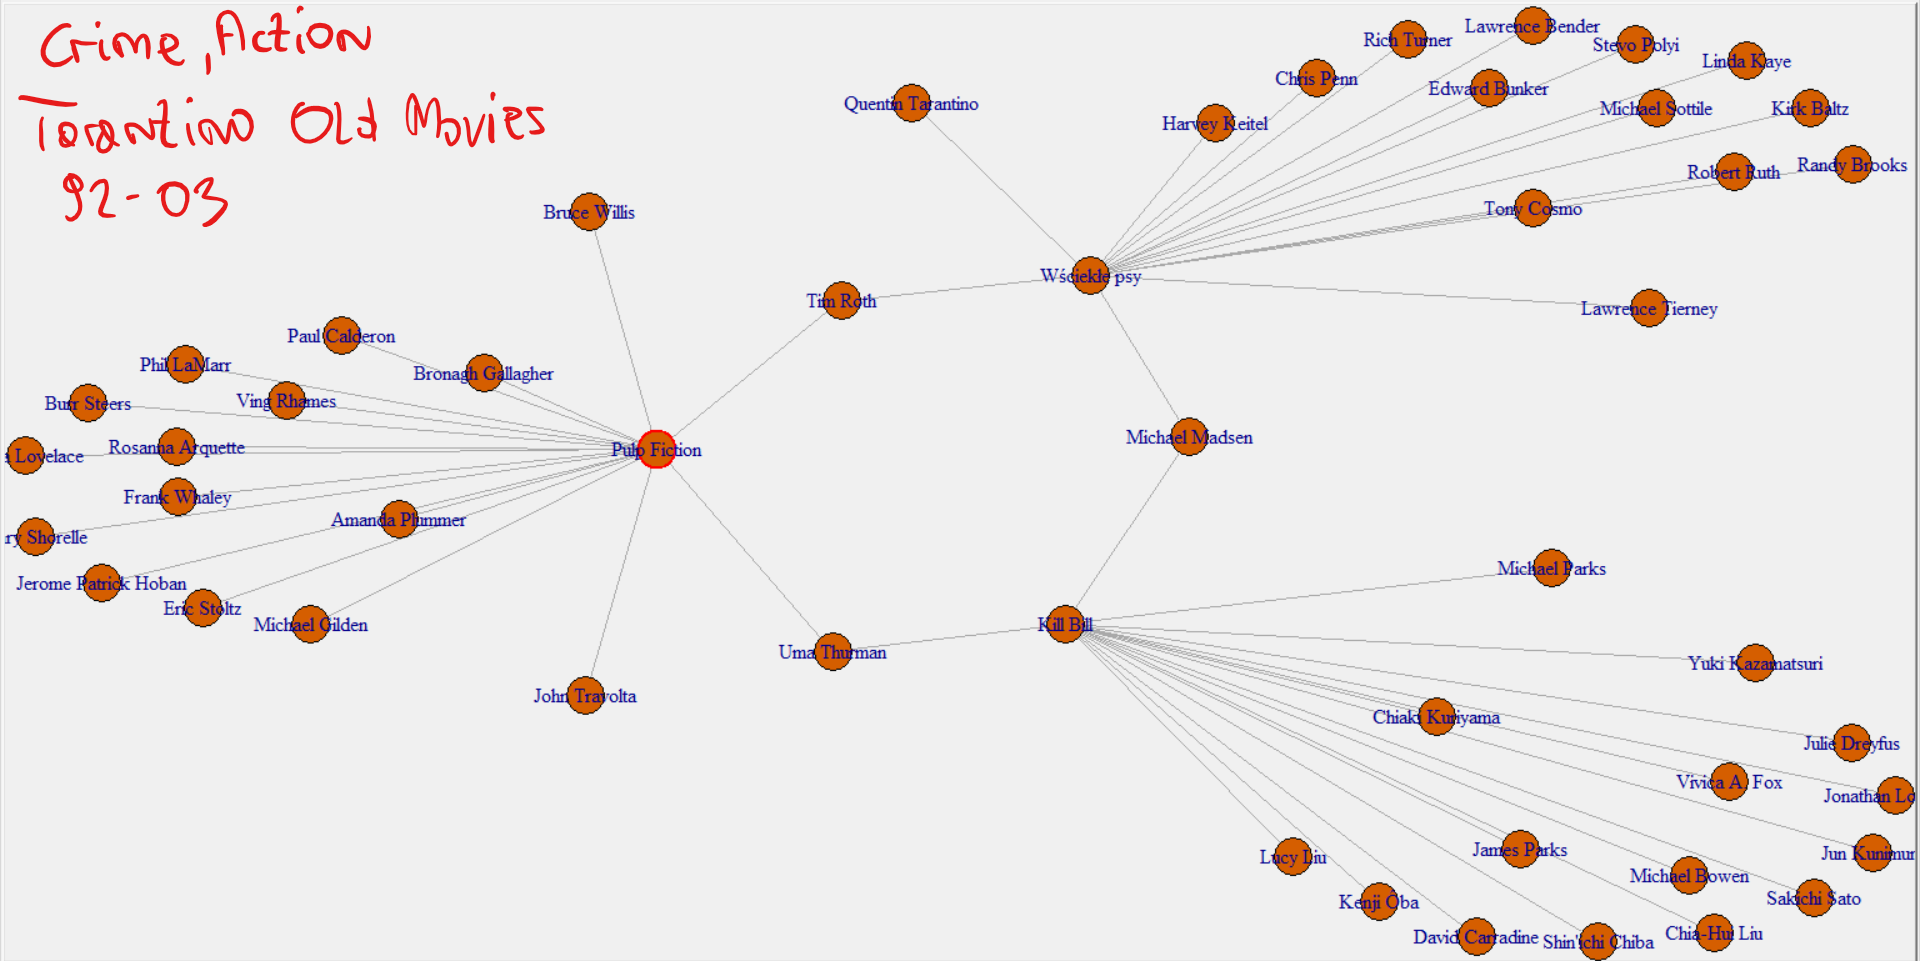 Crime, Action
Tarantino Old Movies
92-03
Lawrence Bender
Rich Turner
Stevo Polyi
Linda Kaye
Chris Penn
Edward Bunker
Quentin Tarantino
Michael Sottile
Kirk Baltz
Harvey Keitel
Robert Ruth
Randy Brooks
Bruce Willis
Tony Cosmo
Wściekłe psy
Tim Roth
Lawrence Tierney
Paul Calderon
Phil LaMarr
Bronagh Gallagher
Burr Steers
Ving Rhames
Michael Madsen
Lovelace
Rosanna Arquette
Pulp Fiction
Frank Whaley
Amanda Plummer
ry Shorelle
Michael Parks
Jerome Patrick Hoban
Eric Stoltz
Michael Gilden
Kill Bill
Uma Thurman
Yuki Kazamatsuri
John Travolta
Chiaki Kuriyama
Julie Dreyfus
Vivica A. Fox
Jonathan Lo
Lucy Liu
James Parks
Jun Kunimur
Michael Bowen
Kenji Oba
Sakichi Sato
David Carradine
Shin'ichi Chiba
Chia-Hui Liu